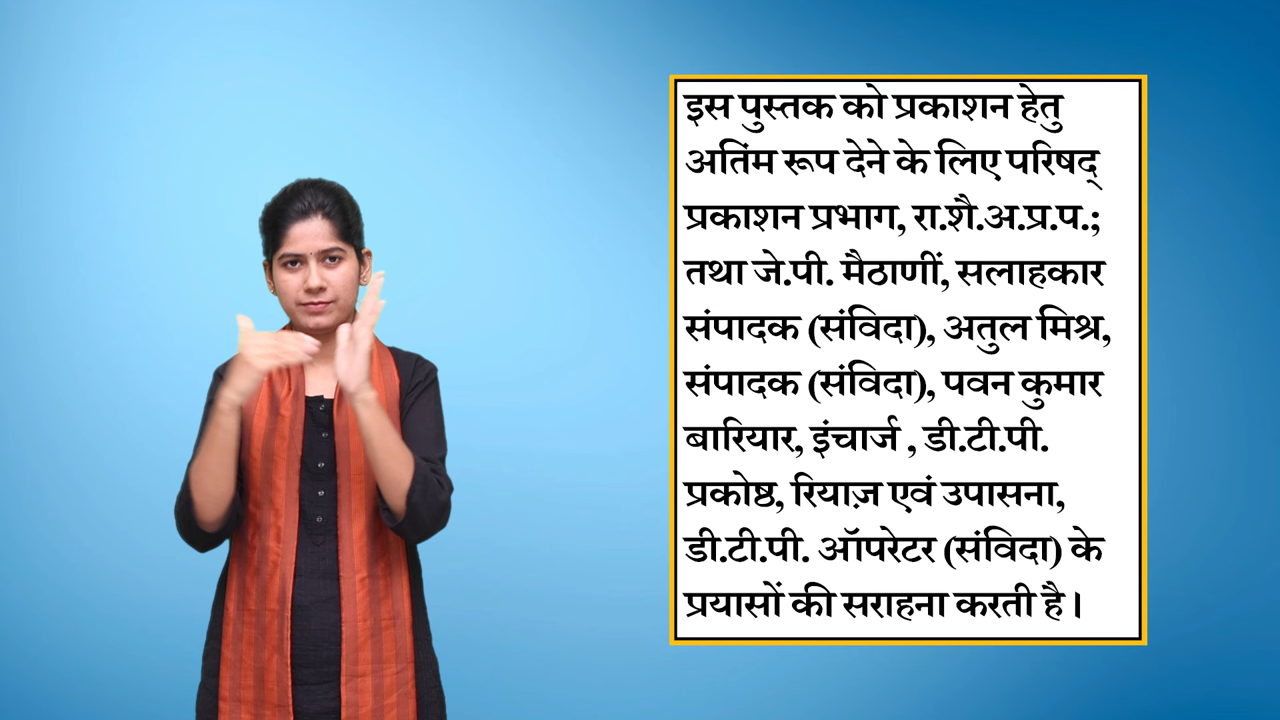 इस पुस्तक को प्रकाशन हेतु
अतिंम रूप देने के लिए परिषद्
प्रकाशन प्रभाग, रा.शै.अ.प्र.प.;
तथा जे.पी. मैठाणीं, सलाहकार
संपादक (संविदा), अतुल मिश्र,
संपादक (संविदा), पवन कुमार
बारियार, इंचार्ज , डी.टी.पी.
प्रकोष्ठ, रियाज़ एवं उपासना,
डी.टी.पी. ऑपरेटर (संविदा) के
प्रयासों की सराहना करती है।